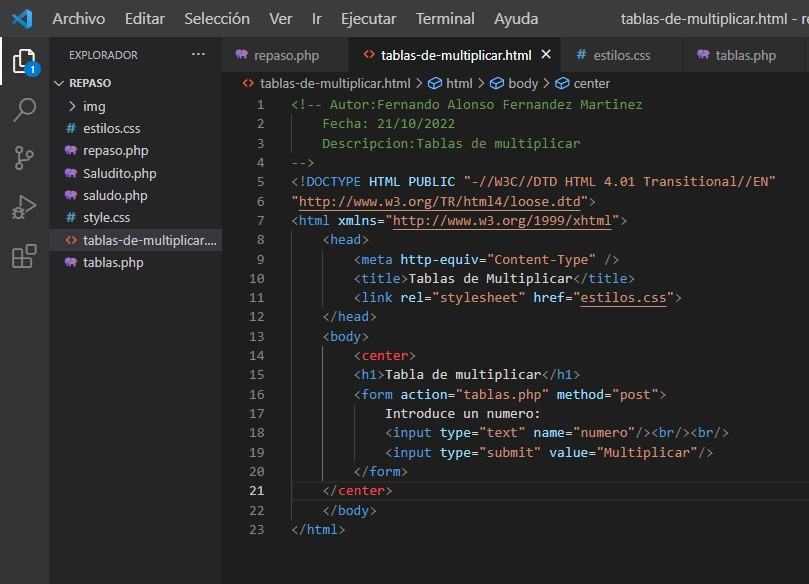 Archivo Editar Selección Ver Ir Ejecutar Terminal Ayuda tablas-de-multiplicar.html - re
EXPLORADOR ...
repaso.php tablas-de-multiplicar.html # estilos.css tablas.php
1
REPASO
img
# estilos.css
repaso.php
Saludito.php
saludo.php
# style.css
<> tablas-de-multiplicar....
tablas.php
<> tablas-de-multiplicar.html > html > body > center
1 <!-- Autor:Fernando Alonso Fernandez Martinez
2 Fecha: 21/10/2022
3 Descripcion:Tablas de multiplicar
4 -->
5 <!DOCTYPE HTML PUBLIC "-//W3C//DTD HTML 4.01 Transitional//EN"
6 "http://www.w3.org/TR/html4/loose.dtd">
7 <html xmlns="http://www.w3.org/1999/xhtml">
8 <head>
9 <meta http-equiv="Content-Type" />
10 <title>Tablas de Multiplicar</title>
11 <link rel="stylesheet" href="estilos.css">
12 </head>
13 <body>
14 <center>
15 <h1>Tabla de multiplicar</h1>
16 <form action="tablas.php" method="post">
17 Introduce un numero:
18 <input type="text" name="numero"/><br/><br/>
19 <input type="submit" value="Multiplicar"/>
20 </form>
21 </center>
22 </body>
23 </html>